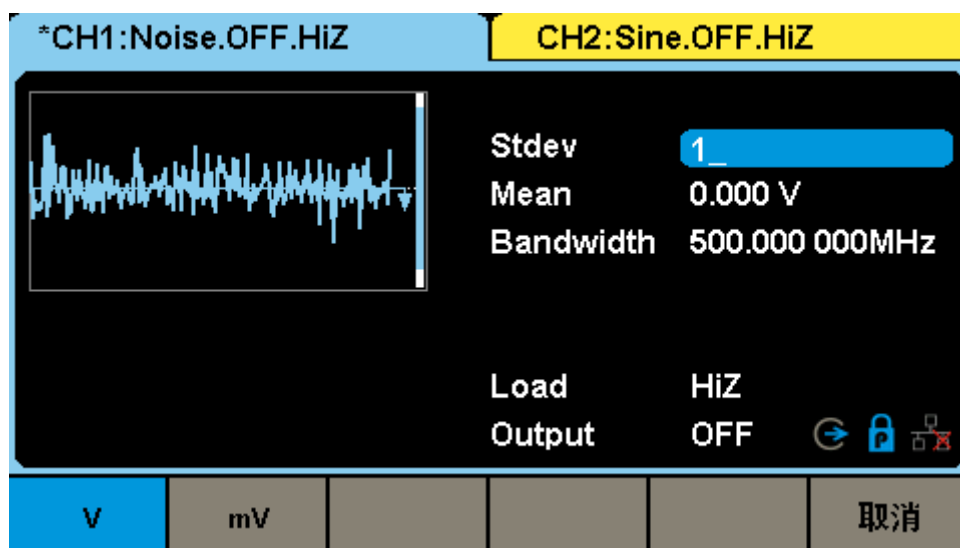 *CH1:Noise.OFF.HiZ CH2:Sine.OFF.HiZ
Stdev 1_
Mean 0.000 V
Bandwidth 500.000 000MHz
Load HiZ
Output OFF
V mV 取消